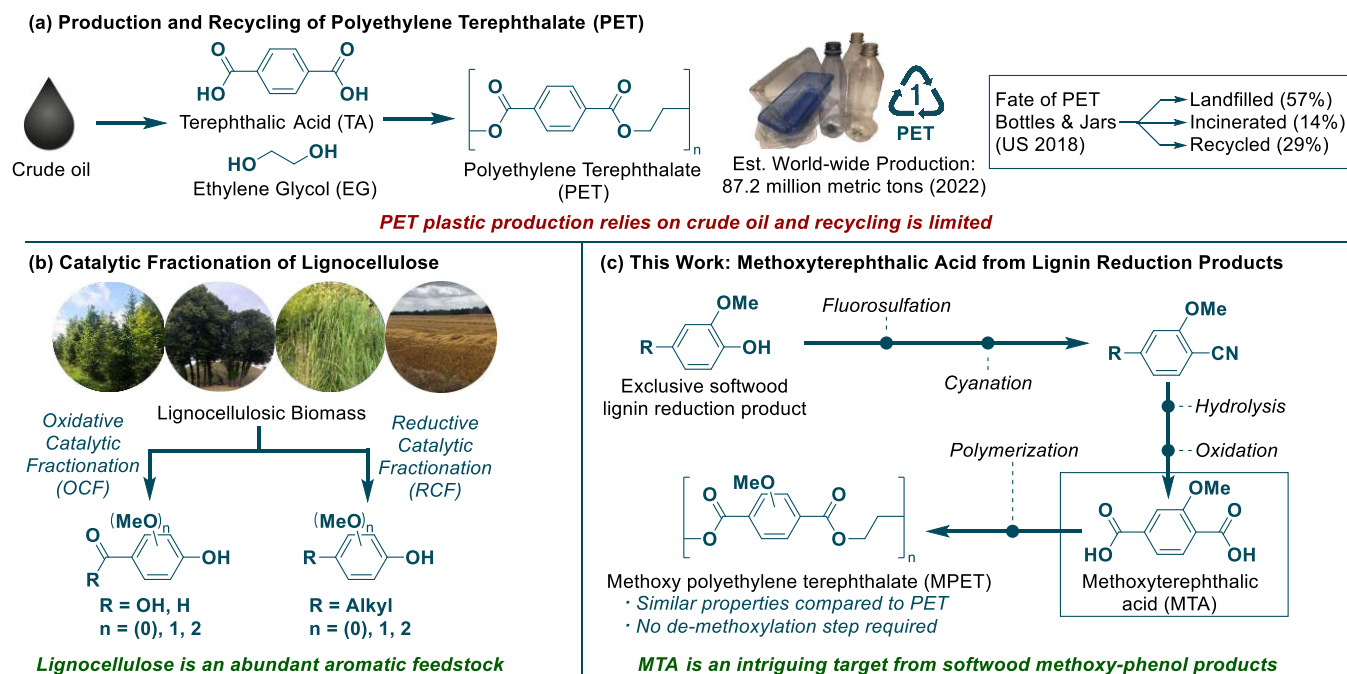 (a) Production and Recycling of Polyethylene Terephthalate (PET)
Crude oil
O
O
HO
OH
Terephthalic Acid (TA)
HO
OH
Ethylene Glycol (EG)
O
O
O
O
n
Polyethylene Terephthalate
(PET)
1
PET
Est. World-wide Production:
87.2 million metric tons (2022)
Fate of PET
Bottles & Jars
(US 2018)
Landfilled (57%)
Incinerated (14%)
Recycled (29%)
PET plastic production relies on crude oil and recycling is limited
(b) Catalytic Fractionation of Lignocellulose
Lignocellulosic Biomass
Oxidative
Catalytic
Fractionation
(OCF)
Reductive
Catalytic
Fractionation
(RCF)
(MeO)n
O
OH
R
R = OH, H
n = (0), 1, 2
(MeO)n
R
OH
R = Alkyl
n = (0), 1, 2
Lignocellulose is an abundant aromatic feedstock
(c) This Work: Methoxyterephthalic Acid from Lignin Reduction Products
OMe
R
OH
Exclusive softwood
lignin reduction product
Fluorosulfation
Cyanation
OMe
R
CN
Hydrolysis
Oxidation
Polymerization
OMe
O
O
HO
OH
Methoxyterephthalic
acid (MTA)
MeO
O
O
O
O
n
Methoxy polyethylene terephthalate (MPET)
· Similar properties compared to PET
· No de-methoxylation step required
MTA is an intriguing target from softwood methoxy-phenol products